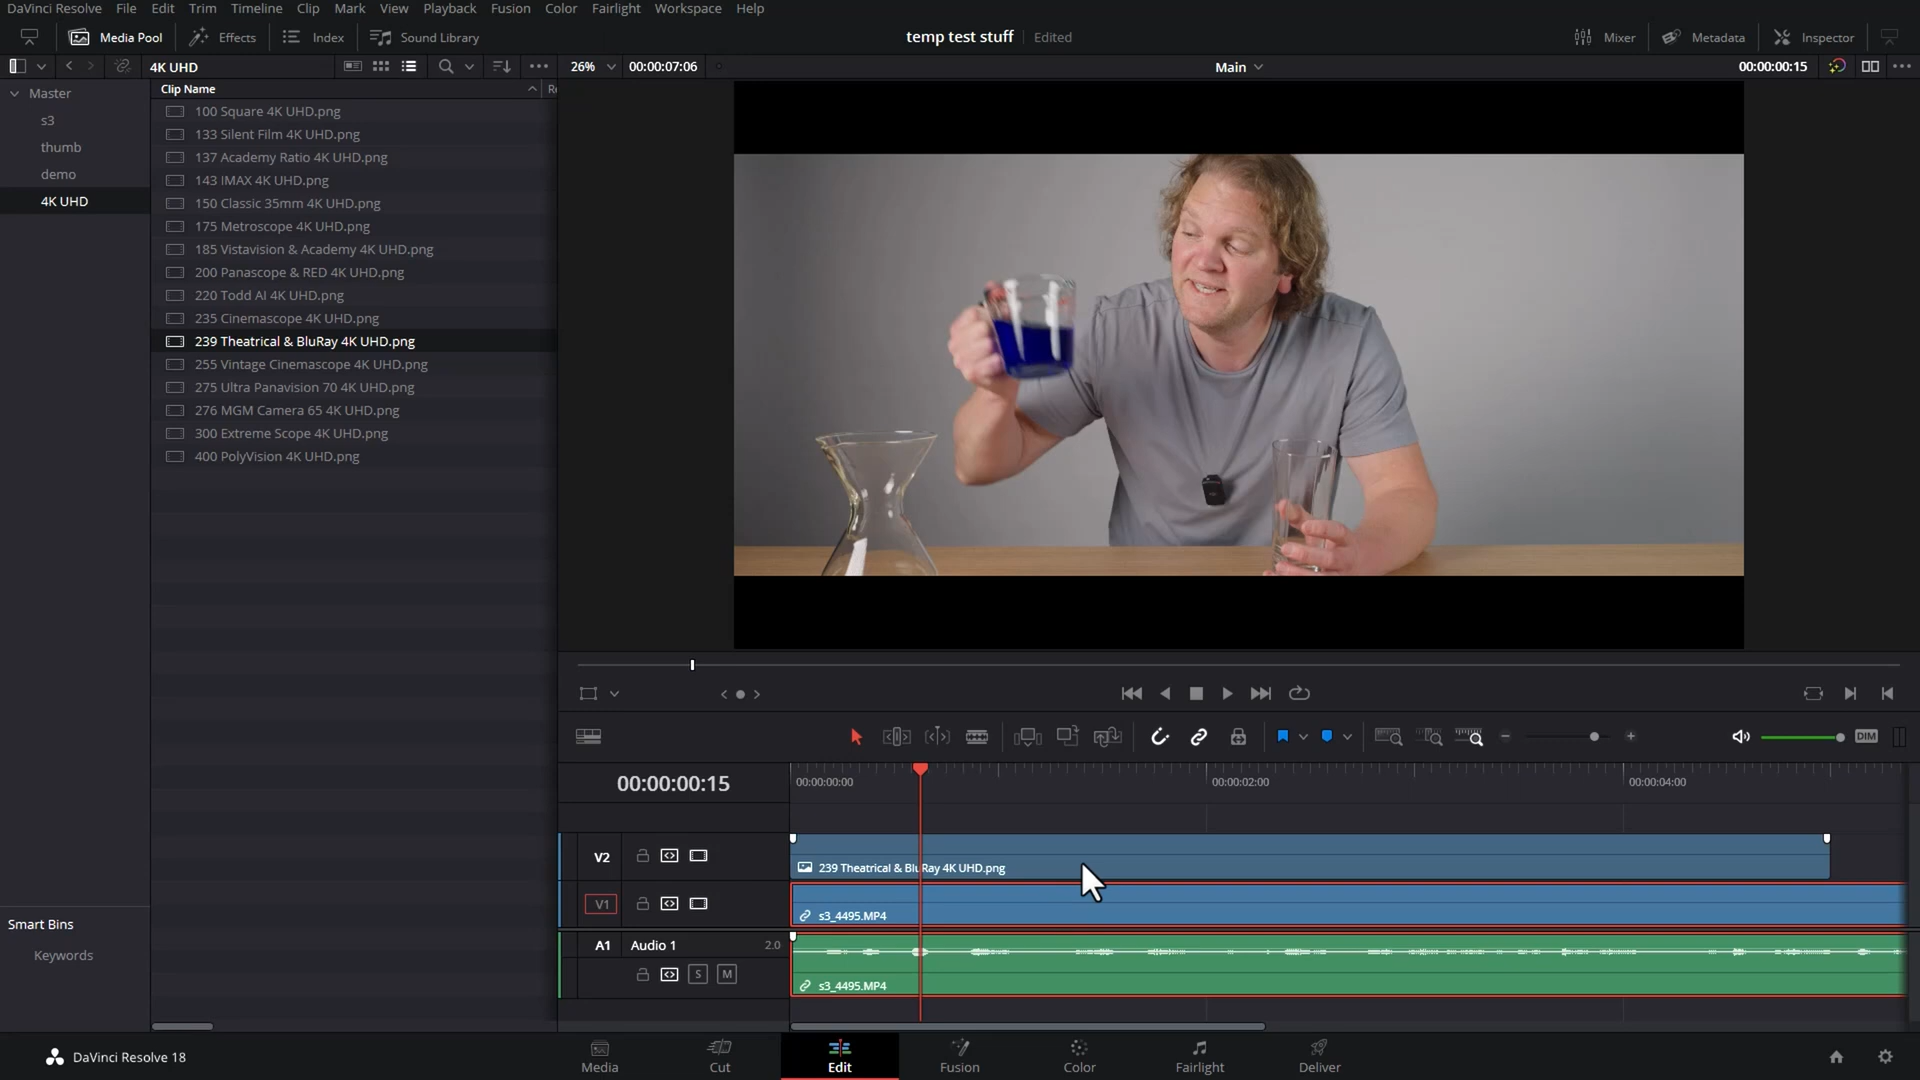 DaVinci Resolve File Edit Trim Timeline Clip Mark View Playback Fusion Color Fairlight Workspace Help
Media Pool Effects Index Sound Library temp test stuff Edited Mixer Metadata Inspector
4K UHD 26% 00:00:07:06 Main 00:00:00:15
Master
s3
thumb
demo
4K UHD
Clip Name Re
100 Square 4K UHD.png
133 Silent Film 4K UHD.png
137 Academy Ratio 4K UHD.png
143 IMAX 4K UHD.png
150 Classic 35mm 4K UHD.png
175 Metroscope 4K UHD.png
185 Vistavision & Academy 4K UHD.png
200 Panascope & RED 4K UHD.png
220 Todd AI 4K UHD.png
235 Cinemascope 4K UHD.png
239 Theatrical & BluRay 4K UHD.png
255 Vintage Cinemascope 4K UHD.png
275 Ultra Panavision 70 4K UHD.png
276 MGM Camera 65 4K UHD.png
300 Extreme Scope 4K UHD.png
400 PolyVision 4K UHD.png
DIM
00:00:00:15 00:00:00:00 00:00:02:00 00:00:04:00
V2 239 Theatrical & BluRay 4K UHD.png
V1 s3_4495.MP4
A1 Audio 1 2.0
S M s3_4495.MP4
Smart Bins
Keywords
DaVinci Resolve 18 Media Cut Edit Fusion Color Fairlight Deliver